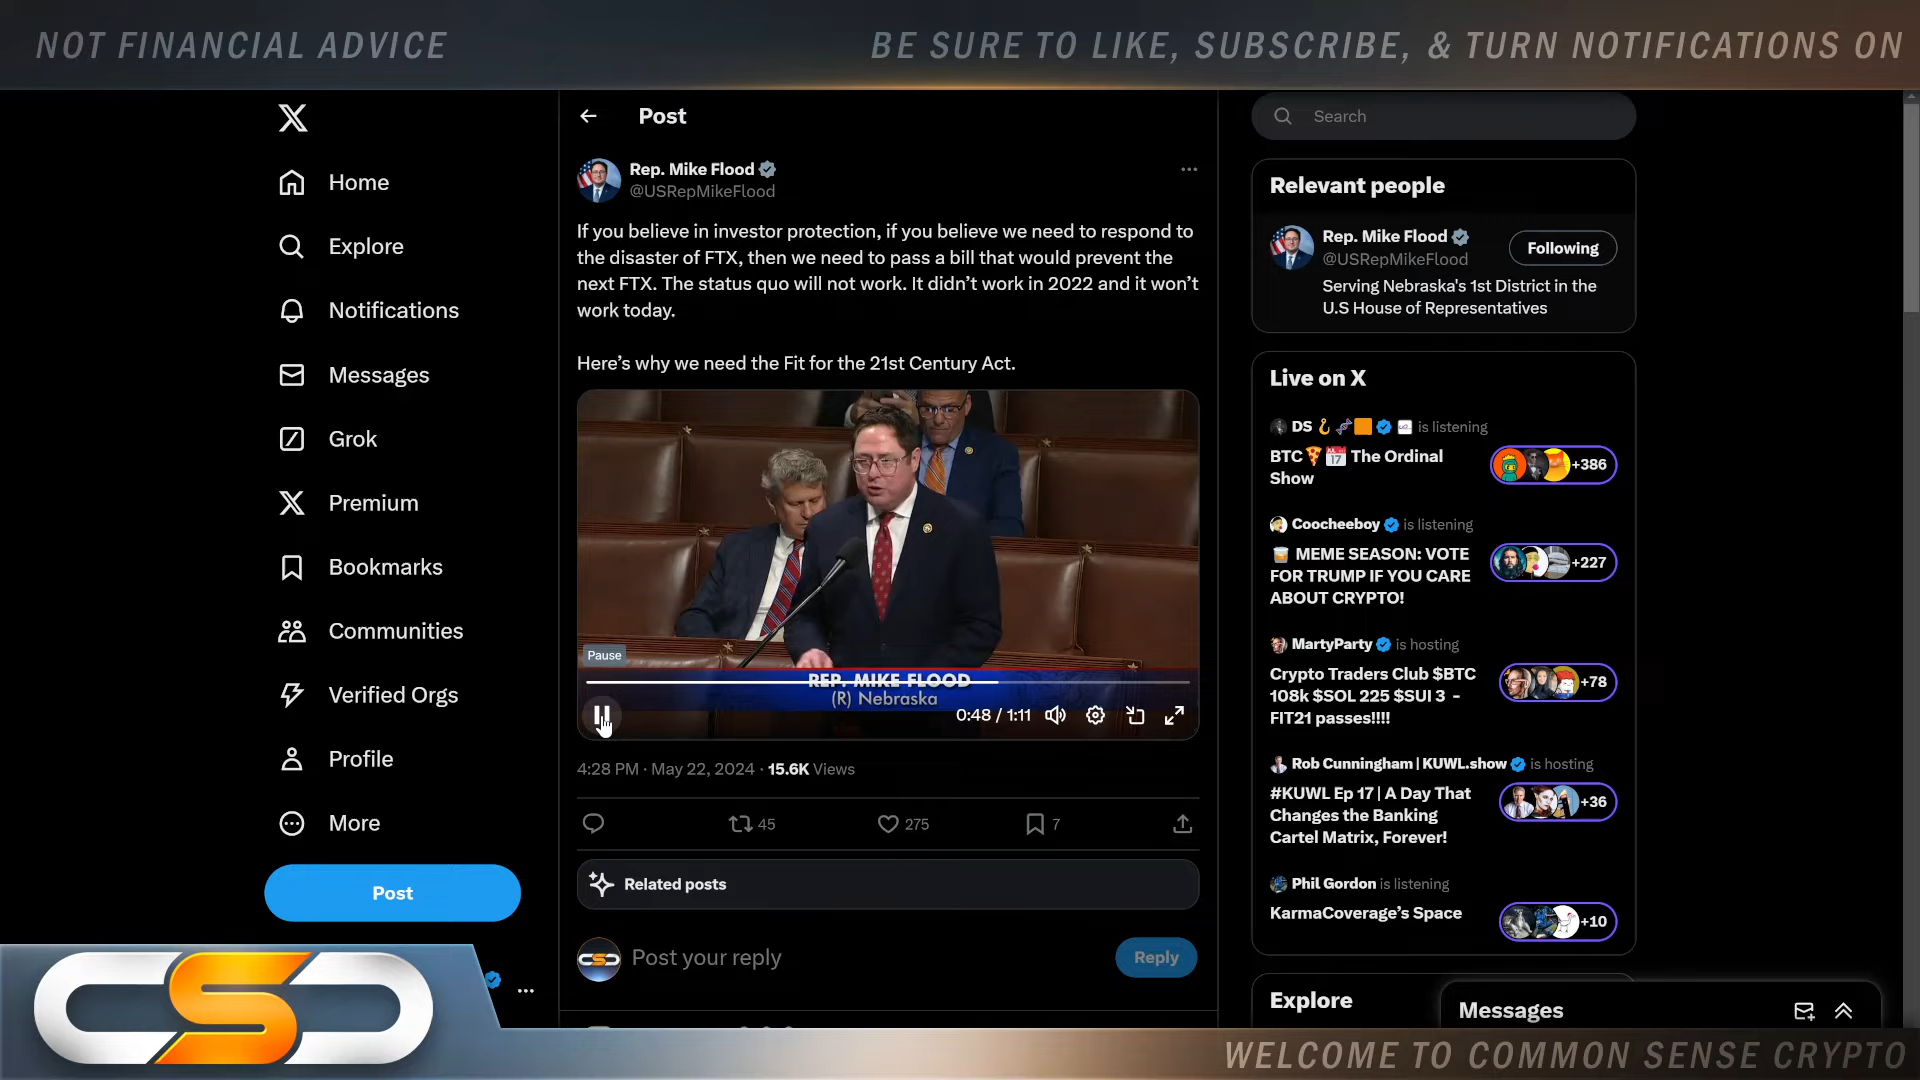 NOT FINANCIAL ADVICE
BE SURE TO LIKE, SUBSCRIBE, & TURN NOTIFICATIONS ON
Home
Explore
Notifications
Messages
Grok
Premium
Bookmarks
Communities
Verified Orgs
Profile
More
Post
Post
Rep. Mike Flood
@USRepMikeFlood
If you believe in investor protection, if you believe we need to respond to
the disaster of FTX, then we need to pass a bill that would prevent the
next FTX. The status quo will not work. It didn't work in 2022 and it won't
work today.
Here's why we need the Fit for the 21st Century Act.
Pause
REP. MIKE FLOOD
(R) Nebraska
0:48 / 1:11
4:28 PM · May 22, 2024 · 15.6K Views
45
275
7
Related posts
Post your reply
Reply
Search
Relevant people
Rep. Mike Flood
@USRepMikeFlood
Following
Serving Nebraska's 1st District in the
U.S House of Representatives
Live on X
DS is listening
BTC The Ordinal
Show
+386
Coocheeboy is listening
MEME SEASON: VOTE
FOR TRUMP IF YOU CARE
ABOUT CRYPTO!
+227
MartyParty is hosting
Crypto Traders Club $BTC
108k $SOL 225 $SUI 3 -
FIT21 passes!!!!
+78
Rob Cunningham | KUWL.show is hosting
#KUWL Ep 17 | A Day That
Changes the Banking
Cartel Matrix, Forever!
+36
Phil Gordon is listening
KarmaCoverage's Space
+10
Explore
Messages
CSC
WELCOME TO COMMON SENSE CRYPTO